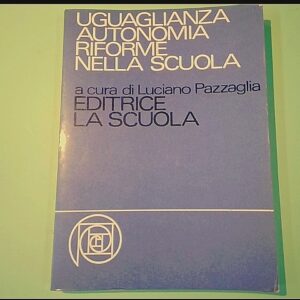 UGUAGLIANZA
AUTONOMIA
RIFORME
NELLA SCUOLA
a cura di Luciano Pazzaglia
EDITRICE
LA SCUOLA